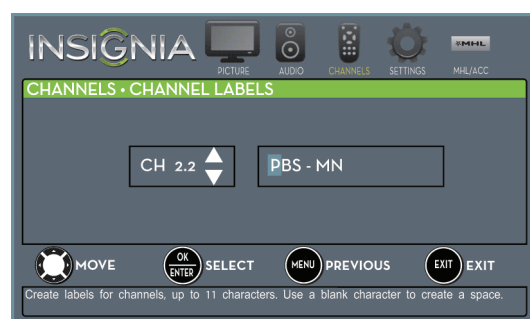 INSIGNIA
PICTURE AUDIO CHANNELS SETTINGS MHL/ACC
MHL
CHANNELS • CHANNEL LABELS
CH 2.2 PBS - MN
MOVE OK ENTER SELECT MENU PREVIOUS EXIT EXIT
Create labels for channels, up to 11 characters. Use a blank character to create a space.